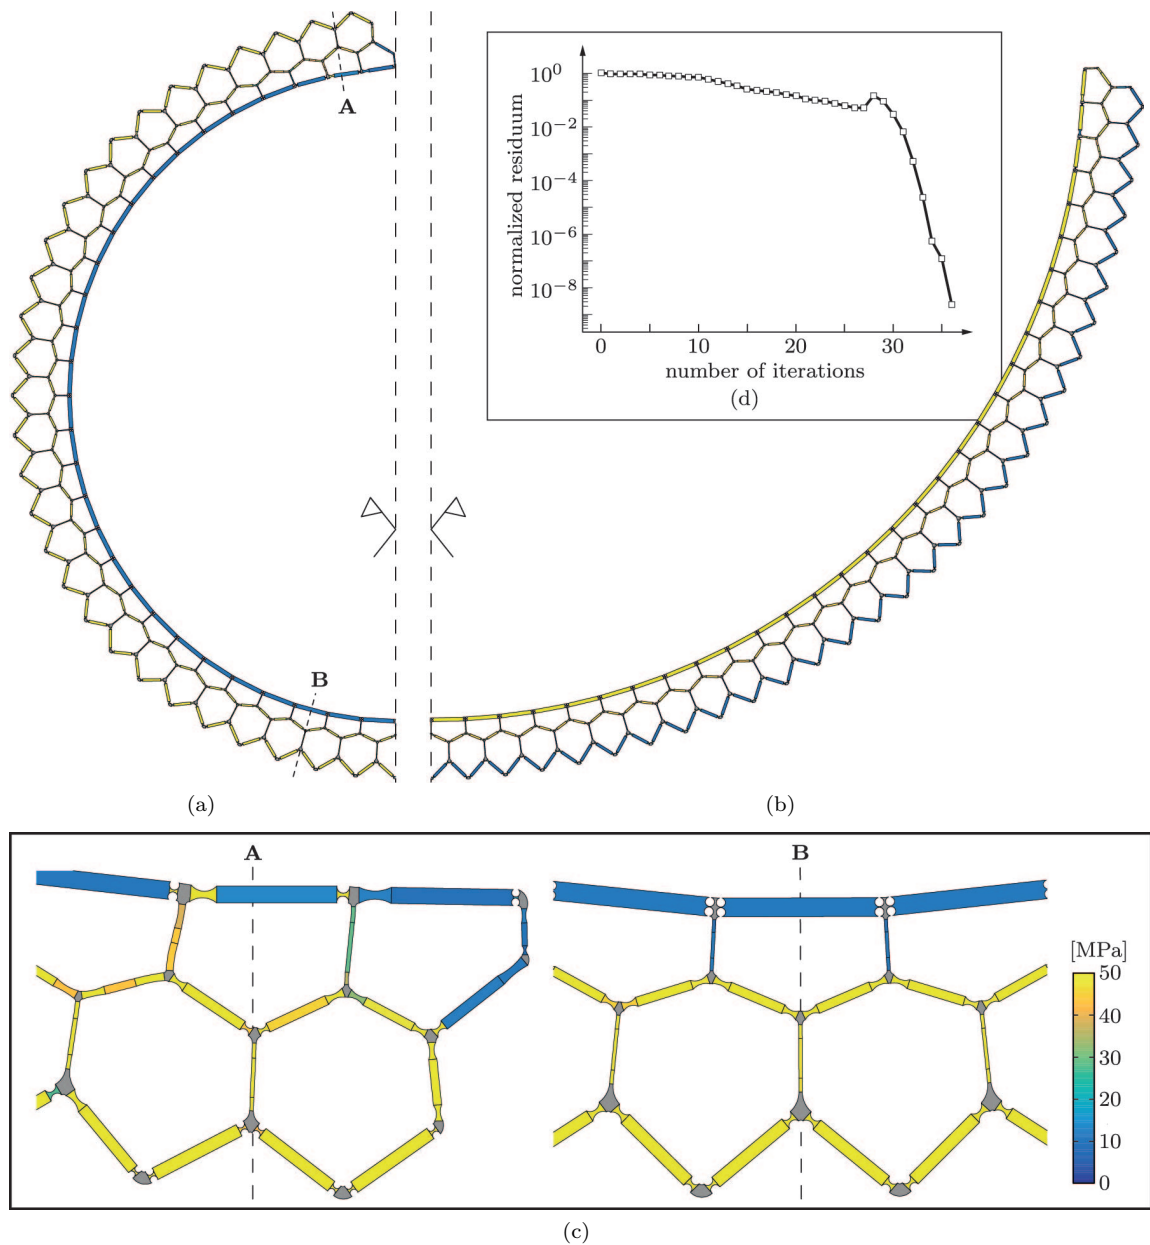 A
B
(a)
10^0
10^-2
10^-4
10^-6
10^-8
normalized residuum
0 10 20 30
number of iterations
(d)
(b)
A
B
[MPa]
50
40
30
20
10
0
(c)